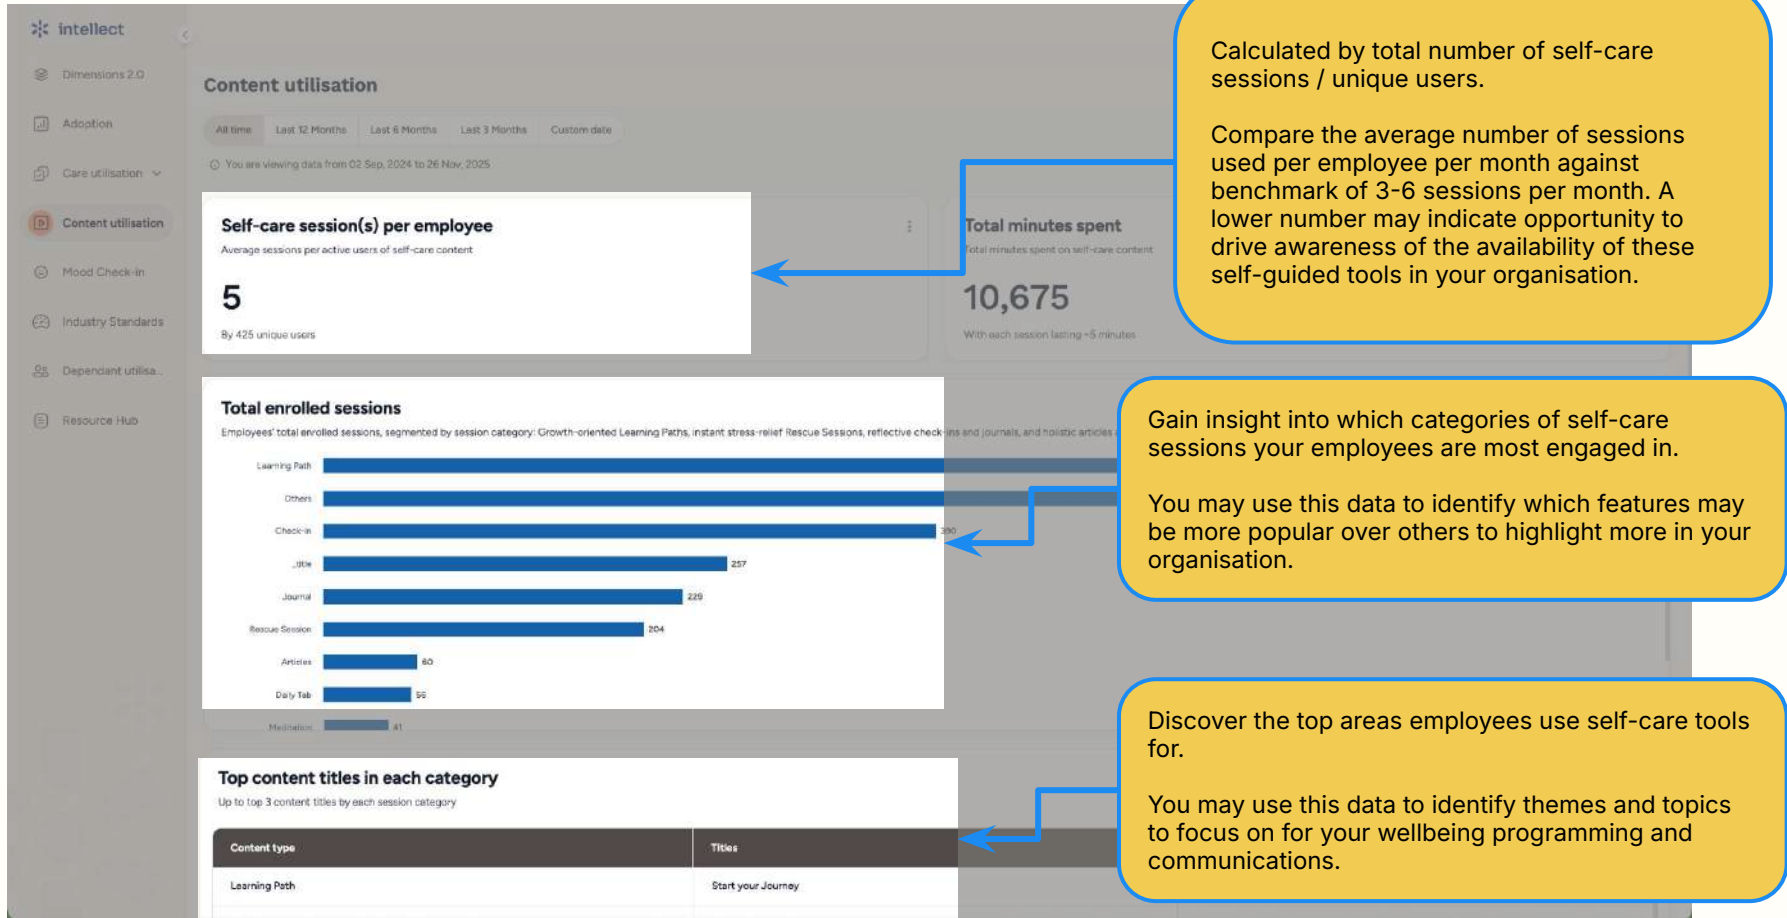 intellect
Dimensions 2.0
Adoption
Care utilisation
Content utilisation
Mood Check-in
Industry Standards
Dependant utilisa...
Resource Hub
Content utilisation
All time Last 12 Months Last 6 Months Last 3 Months Custom date
You are viewing data from 02 Sep, 2024 to 26 Nov, 2025
Self-care session(s) per employee
Average sessions per active users of self-care content
5
By 425 unique users
Total minutes spent
Total minutes spent on self-care content
10,675
With each session lasting ~5 minutes
Calculated by total number of self-care
sessions / unique users.
Compare the average number of sessions
used per employee per month against
benchmark of 3-6 sessions per month. A
lower number may indicate opportunity to
drive awareness of the availability of these
self-guided tools in your organisation.
Total enrolled sessions
Employees' total enrolled sessions, segmented by session category: Growth-oriented Learning Paths, instant stress-relief Rescue Sessions, reflective check-ins and journals, and holistic articles
Learning Path
Others
Check-in 390
_title 257
Journal 229
Rescue Session 204
Articles 60
Daily Tab 56
Meditation 41
Gain insight into which categories of self-care
sessions your employees are most engaged in.
You may use this data to identify which features may
be more popular over others to highlight more in your
organisation.
Top content titles in each category
Up to top 3 content titles by each session category
Content type Titles
Learning Path Start your Journey
Discover the top areas employees use self-care tools
for.
You may use this data to identify themes and topics
to focus on for your wellbeing programming and
communications.